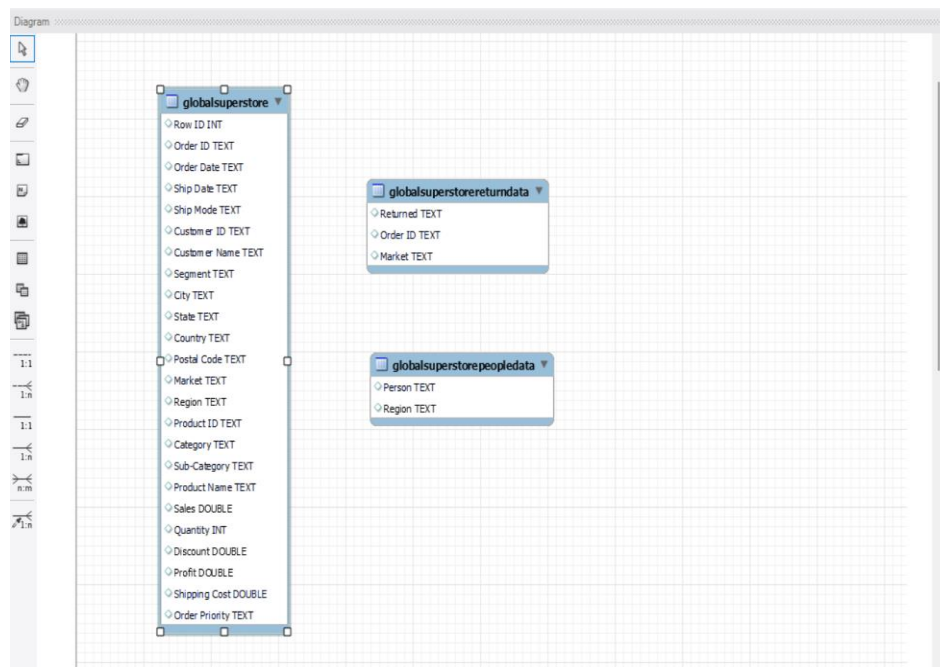 Diagram
1:1
1:n
1:1
1:n
n:m
1:n
globalsuperstore
Row ID INT
Order ID TEXT
Order Date TEXT
Ship Date TEXT
Ship Mode TEXT
Customer ID TEXT
Customer Name TEXT
Segment TEXT
City TEXT
State TEXT
Country TEXT
Postal Code TEXT
Market TEXT
Region TEXT
Product ID TEXT
Category TEXT
Sub-Category TEXT
Product Name TEXT
Sales DOUBLE
Quantity INT
Discount DOUBLE
Profit DOUBLE
Shipping Cost DOUBLE
Order Priority TEXT
globalsuperstorereturndata
Returned TEXT
Order ID TEXT
Market TEXT
globalsuperstorepeopledata
Person TEXT
Region TEXT